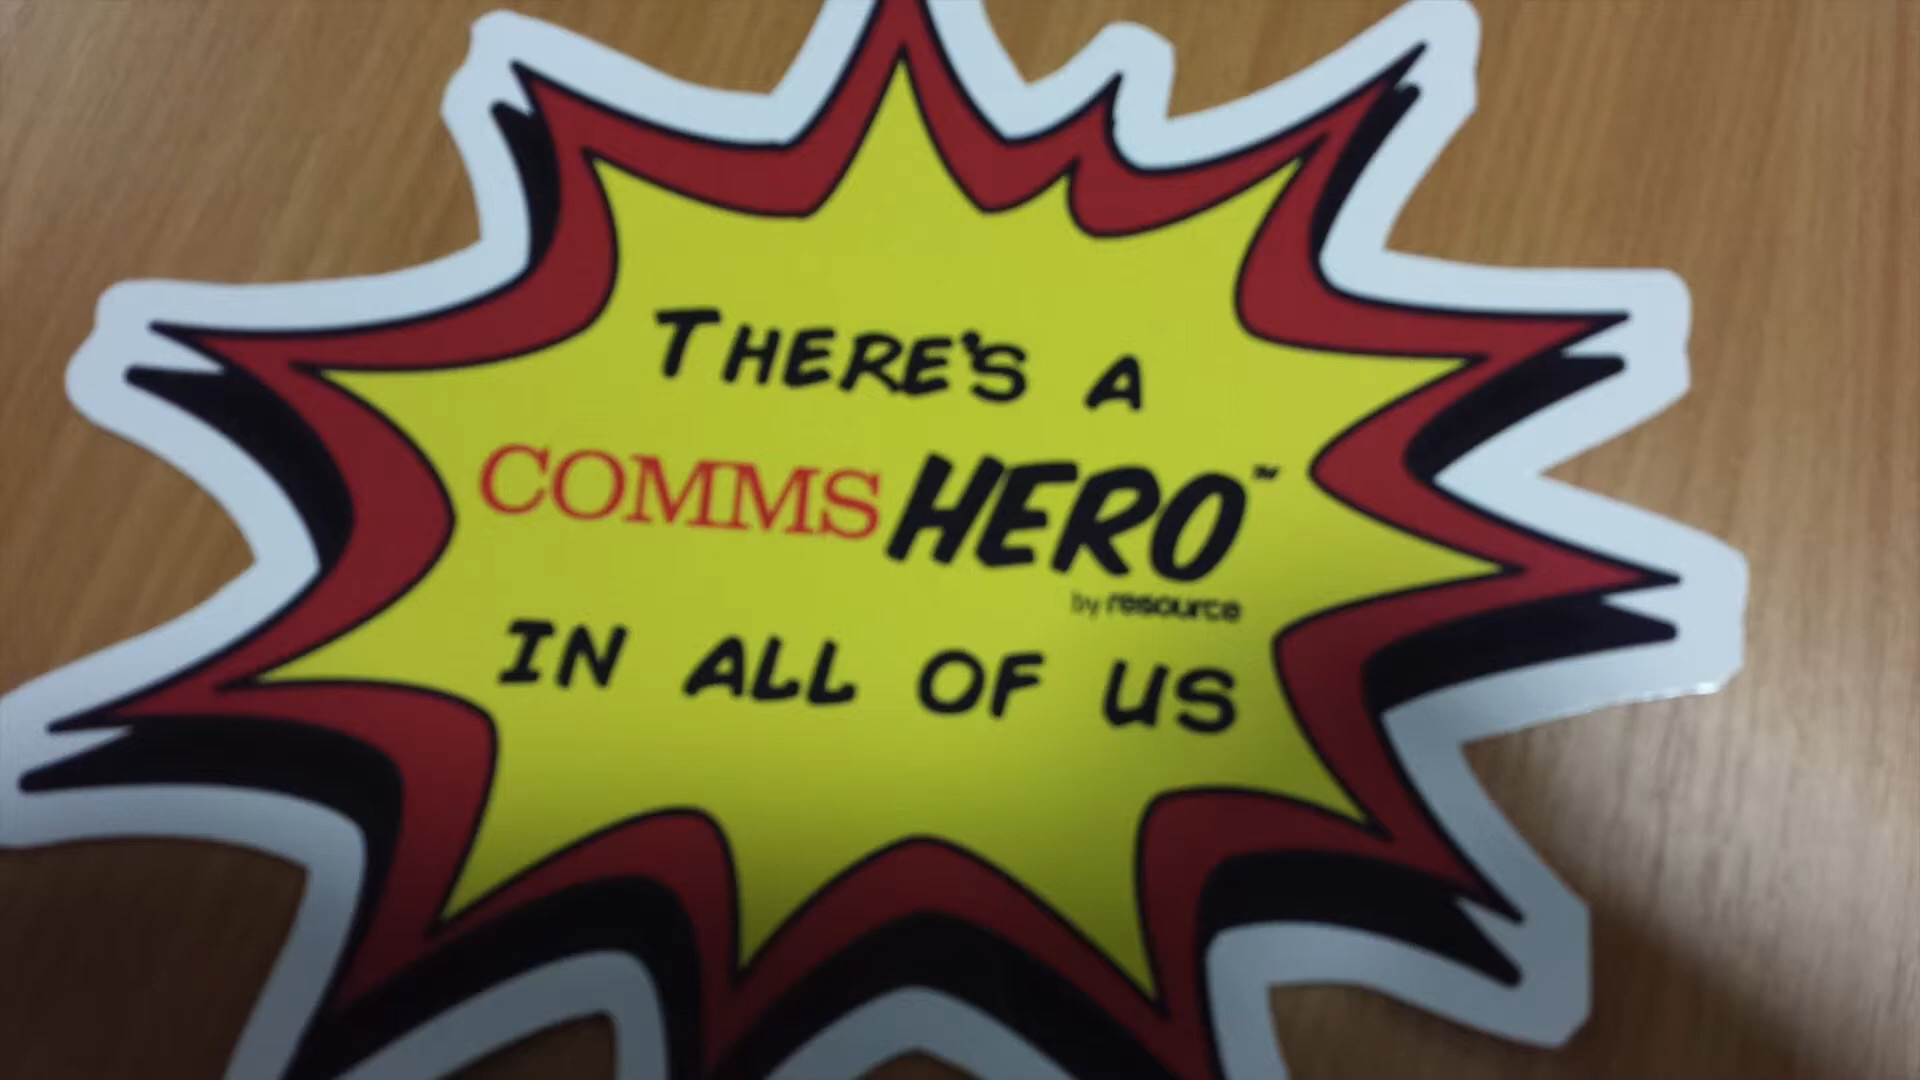 THERE'S A
COMMS HERO™
by resource
IN ALL OF US